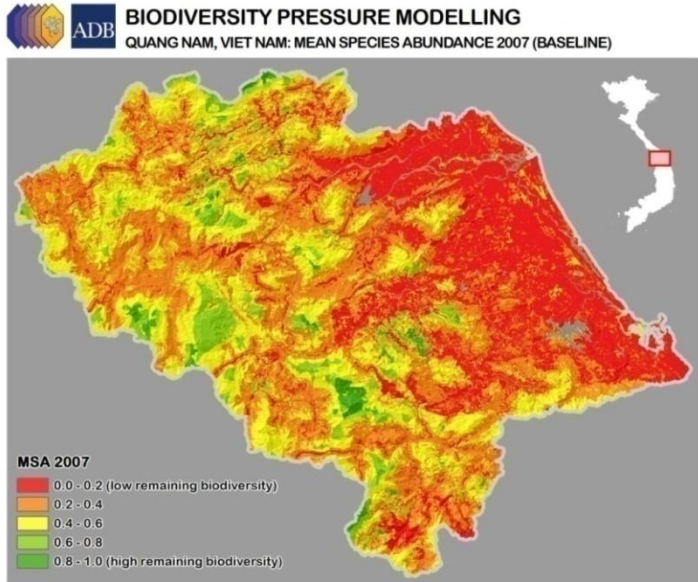 ADB
BIODIVERSITY PRESSURE MODELLING
QUANG NAM, VIET NAM: MEAN SPECIES ABUNDANCE 2007 (BASELINE)
MSA 2007
0.0 - 0.2 (low remaining biodiversity)
0.2 - 0.4
0.4 - 0.6
0.6 - 0.8
0.8 - 1.0 (high remaining biodiversity)